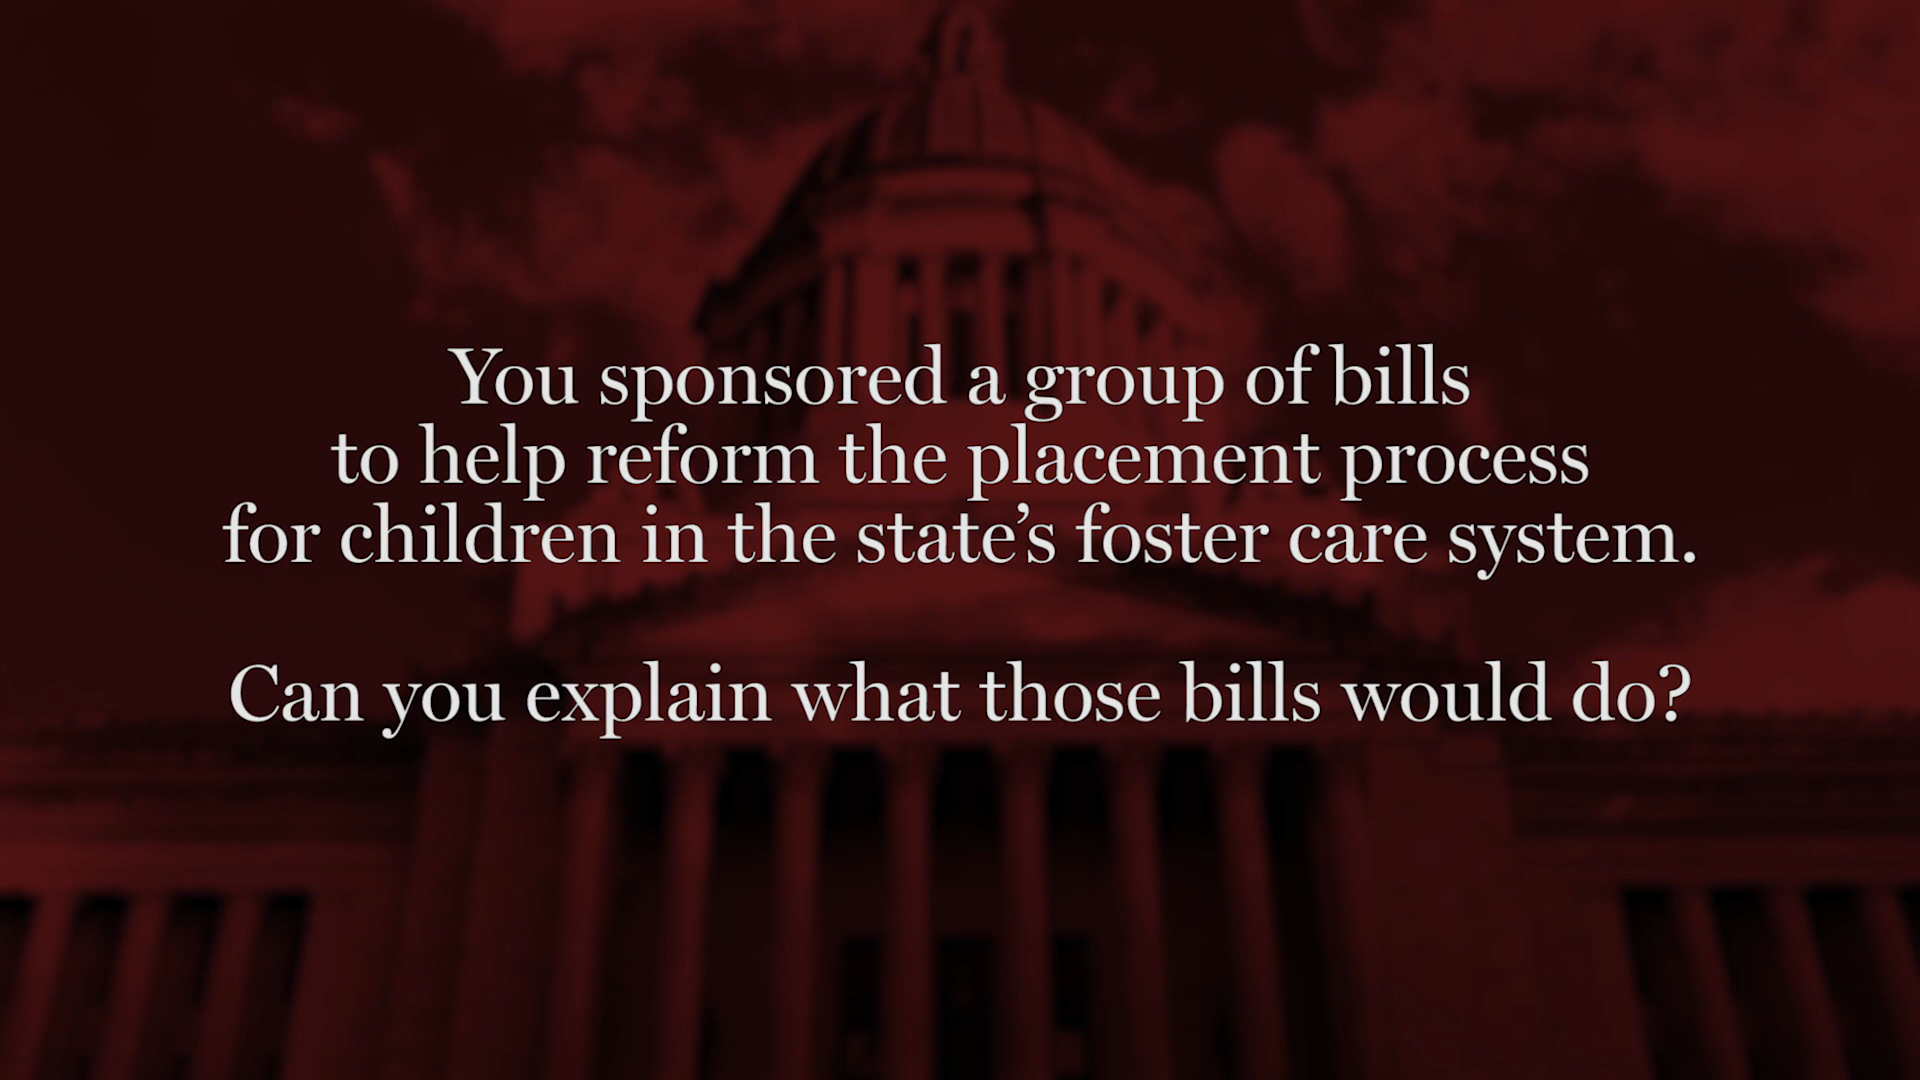 You sponsored a group of bills
to help reform the placement process
for children in the state’s foster care system.
Can you explain what those bills would do?